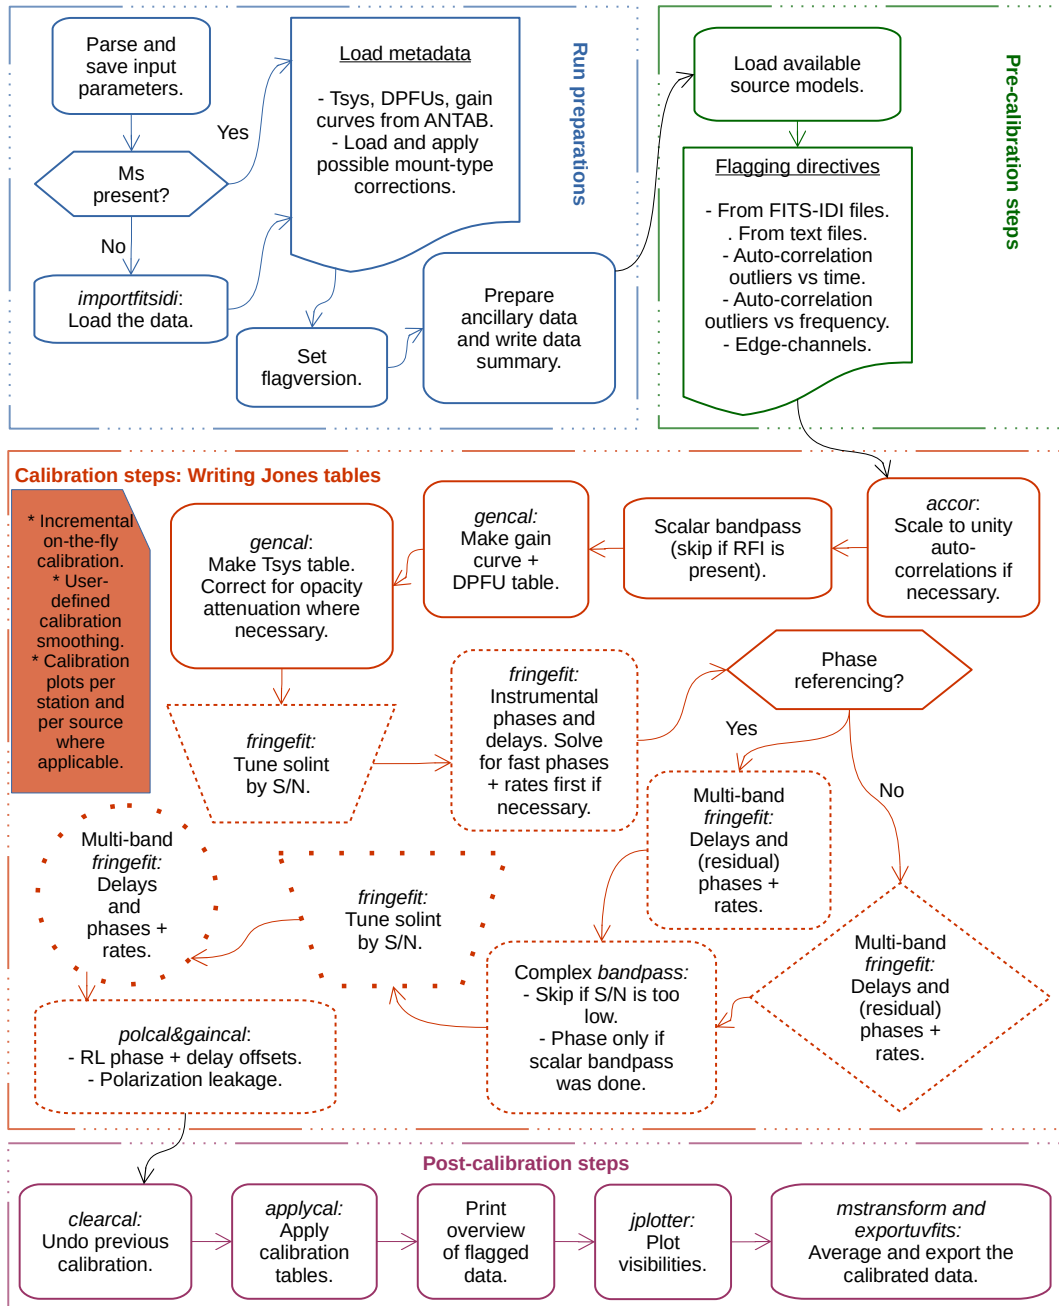 Parse and
save input
parameters.
Ms
present?
Yes
No
importfitsidi:
Load the data.
Load metadata
- Tsys, DPFUs, gain
curves from ANTAB.
- Load and apply
possible mount-type
corrections.
Set
flagversion.
Prepare
ancillary data
and write data
summary.
Run preparations
Load available
source models.
Flagging directives
- From FITS-IDI files.
. From text files.
- Auto-correlation
outliers vs time.
- Auto-correlation
outliers vs frequency.
- Edge-channels.
Pre-calibration steps
Calibration steps: Writing Jones tables
* Incremental
on-the-fly
calibration.
* User-
defined
calibration
smoothing.
* Calibration
plots per
station and
per source
where
applicable.
accor:
Scale to unity
auto-
correlations if
necessary.
Scalar bandpass
(skip if RFI is
present).
gencal:
Make gain
curve +
DPFU table.
gencal:
Make Tsys table.
Correct for opacity
attenuation where
necessary.
fringefit:
Tune solint
by S/N.
fringefit:
Instrumental
phases and
delays. Solve
for fast phases
+ rates first if
necessary.
Phase
referencing?
Yes
No
Multi-band
fringefit:
Delays and
(residual)
phases +
rates.
Multi-band
fringefit:
Delays and
(residual)
phases +
rates.
Complex bandpass:
- Skip if S/N is too
low.
- Phase only if
scalar bandpass
was done.
fringefit:
Tune solint
by S/N.
Multi-band
fringefit:
Delays
and
phases +
rates.
polcal&gaincal:
- RL phase + delay offsets.
- Polarization leakage.
Post-calibration steps
clearcal:
Undo previous
calibration.
applycal:
Apply
calibration
tables.
Print
overview
of flagged
data.
jplotter:
Plot
visibilities.
mstransform and
exportuvfits:
Average and export the
calibrated data.